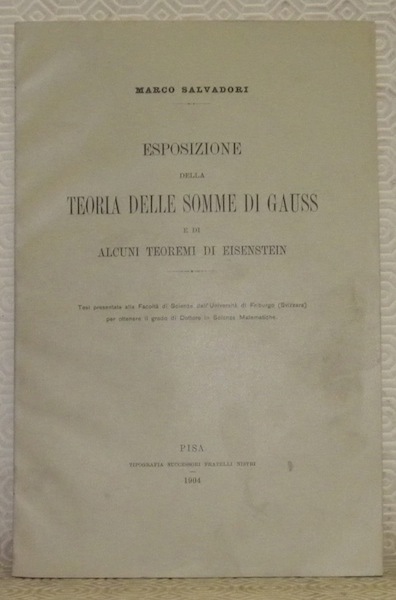 MARCO SALVADORI
ESPOSIZIONE
DELLA
TEORIA DELLE SOMME DI GAUSS
E DI
ALCUNI TEOREMI DI EISENSTEIN
Tesi presentata alla Facoltà di Scienze dell'Università di Friburgo (Svizzera)
per ottenere il grado di Dottore in Scienze Matematiche.
PISA
TIPOGRAFIA SUCCESSORI FRATELLI NISTRI
1904